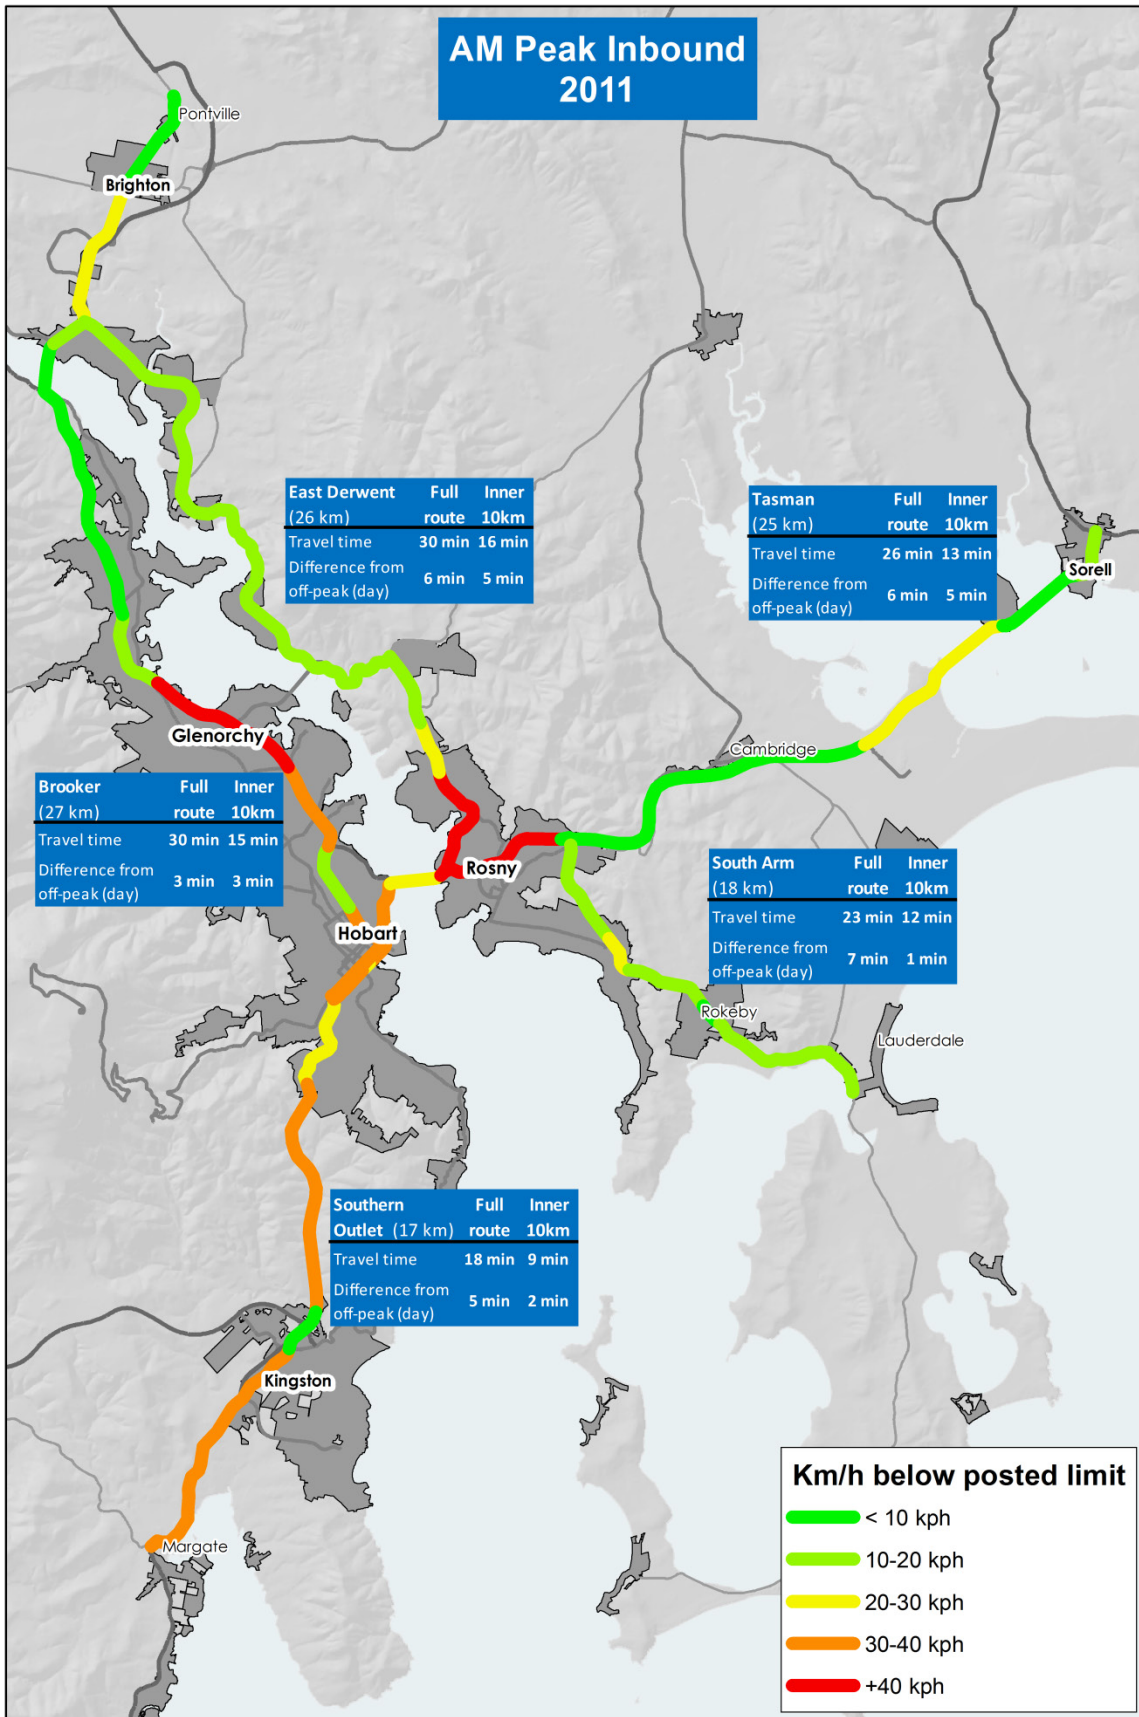 AM Peak Inbound
2011
Pontville
Brighton
East Derwent Full Inner
(26 km) route 10km
Travel time 30 min 16 min
Difference from
off-peak (day) 6 min 5 min
Tasman Full Inner
(25 km) route 10km
Travel time 26 min 13 min
Difference from
off-peak (day) 6 min 5 min
Sorell
Glenorchy
Cambridge
Brooker Full Inner
(27 km) route 10km
Travel time 30 min 15 min
Difference from
off-peak (day) 3 min 3 min
Rosny
South Arm Full Inner
(18 km) route 10km
Travel time 23 min 12 min
Difference from
off-peak (day) 7 min 1 min
Hobart
Rokeby
Lauderdale
Southern Full Inner
Outlet (17 km) route 10km
Travel time 18 min 9 min
Difference from
off-peak (day) 5 min 2 min
Kingston
Margate
Km/h below posted limit
< 10 kph
10-20 kph
20-30 kph
30-40 kph
+40 kph